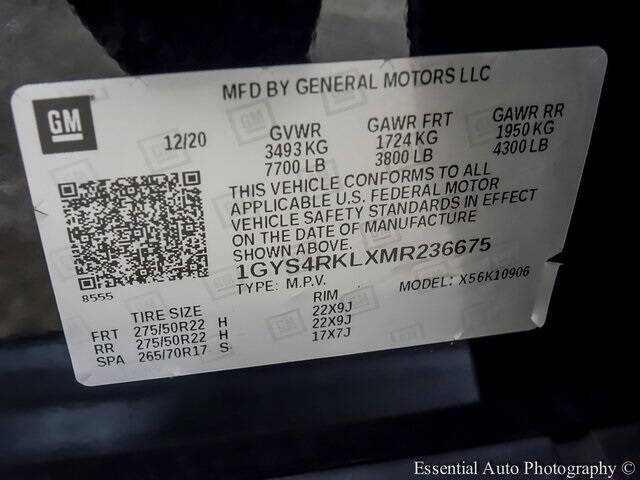 MFD BY GENERAL MOTORS LLC
GM
12/20
GVWR
3493 KG
7700 LB
GAWR FRT
1724 KG
3800 LB
GAWR RR
1950 KG
4300 LB
THIS VEHICLE CONFORMS TO ALL
APPLICABLE U.S. FEDERAL MOTOR
VEHICLE SAFETY STANDARDS IN EFFECT
ON THE DATE OF MANUFACTURE
SHOWN ABOVE.
1GYS4RKLXMR236675
8555
TYPE: M.P.V. MODEL: X56K10906
TIRE SIZE RIM
FRT 275/50R22 H 22X9J
RR 275/50R22 H 22X9J
SPA 265/70R17 S 17X7J
Essential Auto Photography ©